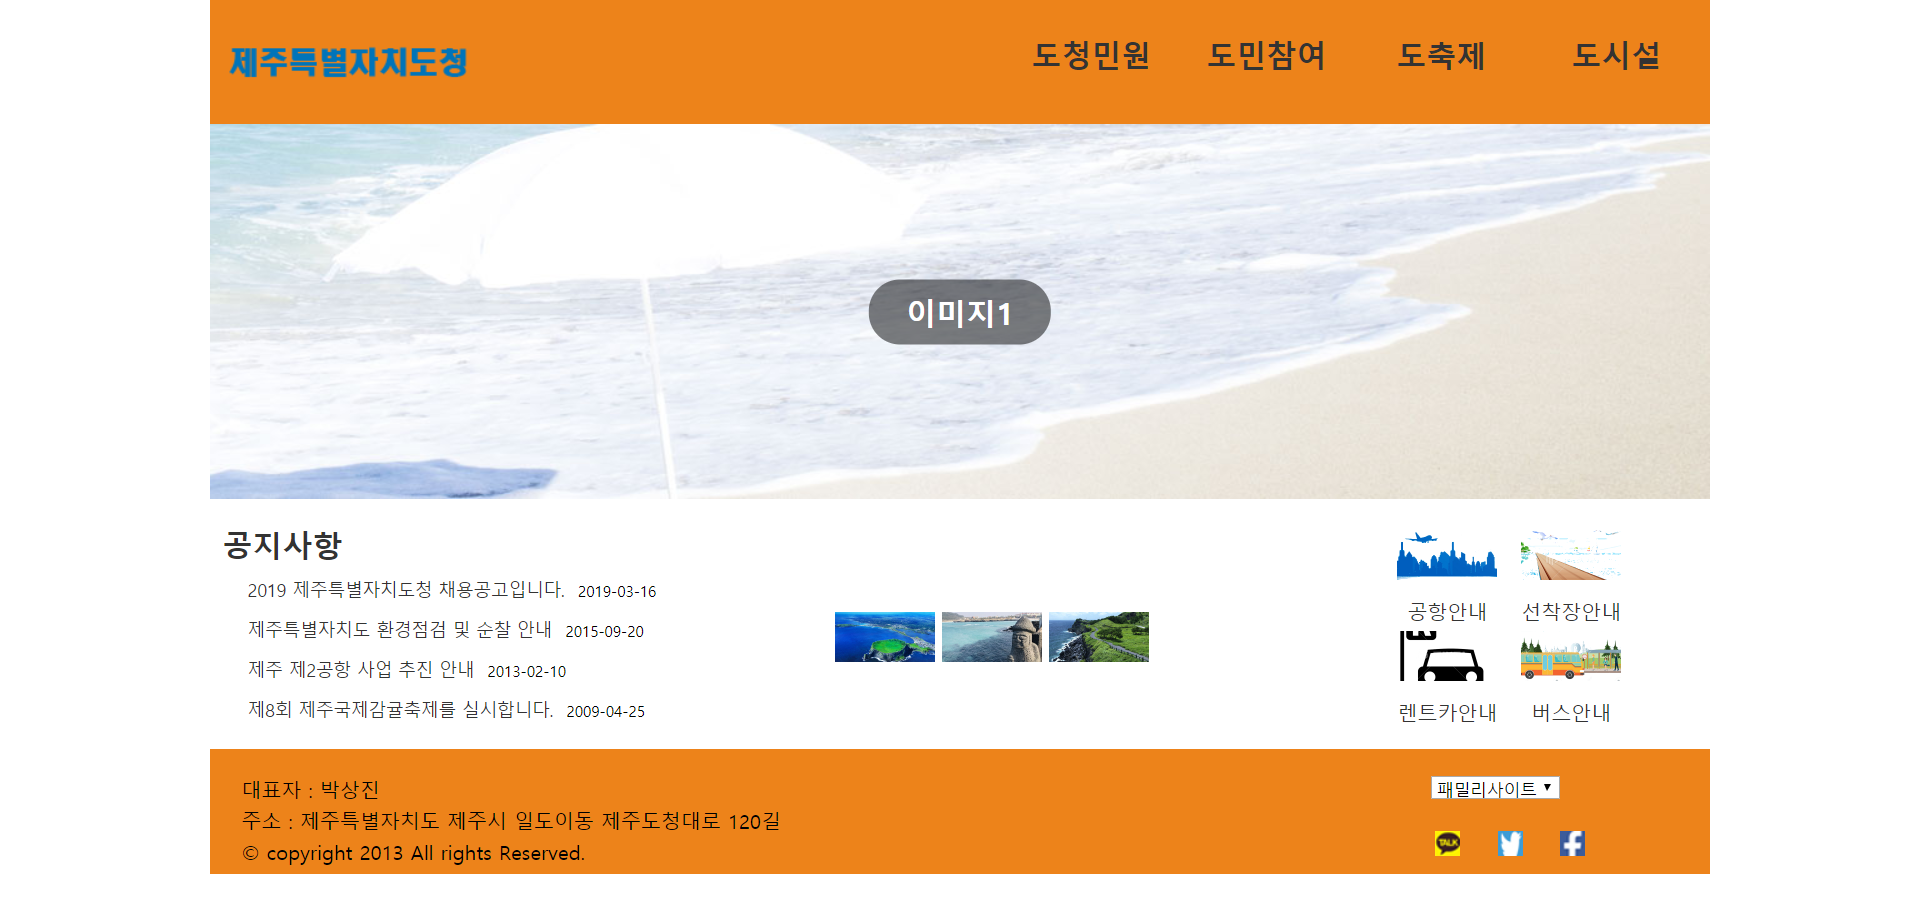 제주특별자치도청
도청민원 도민참여 도축제 도시설
이미지1
공지사항
2019 제주특별자치도청 채용공고입니다. 2019-03-16
제주특별자치도 환경점검 및 순찰 안내 2015-09-20
제주 제2공항 사업 추진 안내 2013-02-10
제8회 제주국제감귤축제를 실시합니다. 2009-04-25
공항안내 선착장안내
렌트카안내 버스안내
대표자 : 박상진
주소 : 제주특별자치도 제주시 일도이동 제주도청대로 120길
© copyright 2013 All rights Reserved.
패밀리사이트
TALK